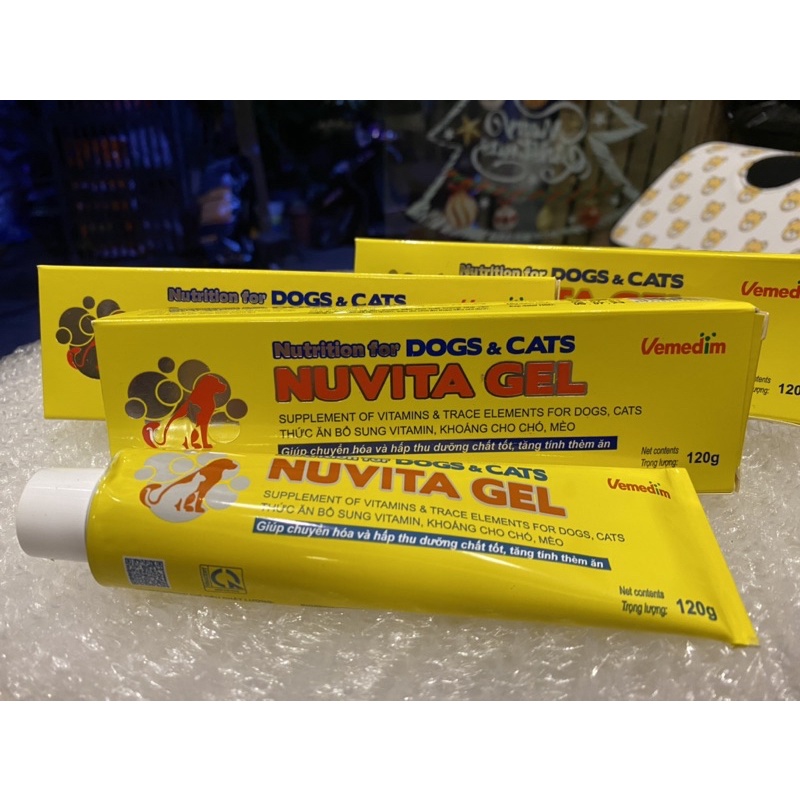 Merry
Nutrition for DOGS & CATS
Vemedim
120g
Nutrition for DOGS & CATS
Vemedim
Nutrition for DOGS & CATS
NUVITA GEL
Vemedim
SUPPLEMENT OF VITAMINS & TRACE ELEMENTS FOR DOGS, CATS
THỨC ĂN BỔ SUNG VITAMIN, KHOÁNG CHO CHÓ, MÈO
Giúp chuyển hóa và hấp thu dưỡng chất tốt, tăng tính thèm ăn
Net contents
Trọng lượng: 120g
DOGS & CATS
NUVITA GEL
Vemedim
SUPPLEMENT OF VITAMINS & TRACE ELEMENTS FOR DOGS, CATS
THỨC ĂN BỔ SUNG VITAMIN, KHOÁNG CHO CHÓ, MÈO
Giúp chuyển hóa và hấp thu dưỡng chất tốt, tăng tính thèm ăn
Net contents
Trọng lượng: 120g